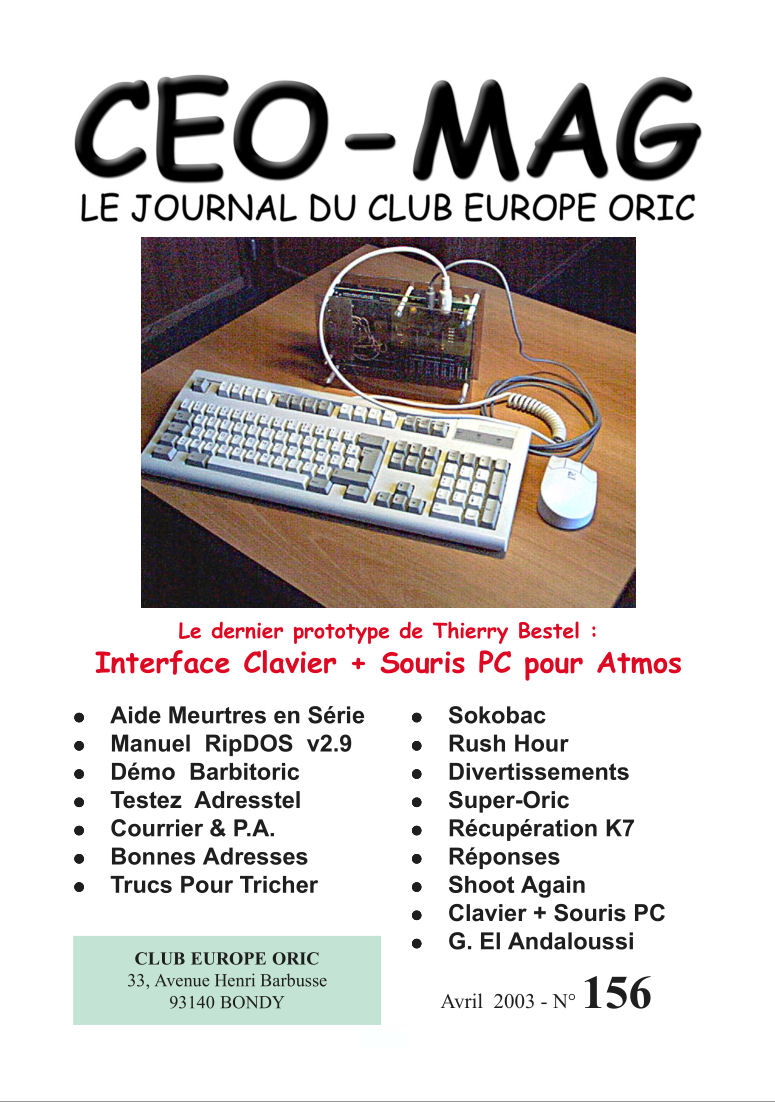 CEO-MAG
LE JOURNAL DU CLUB EUROPE ORIC
Le dernier prototype de Thierry Bestel :
Interface Clavier + Souris PC pour Atmos
● Aide Meurtres en Série
● Manuel RipDOS v2.9
● Démo Barbitoric
● Testez Adresstel
● Courrier & P.A.
● Bonnes Adresses
● Trucs Pour Tricher
● Sokobac
● Rush Hour
● Divertissements
● Super-Oric
● Récupération K7
● Réponses
● Shoot Again
● Clavier + Souris PC
● G. El Andaloussi
CLUB EUROPE ORIC
33, Avenue Henri Barbusse
93140 BONDY
Avril 2003 - N° 156